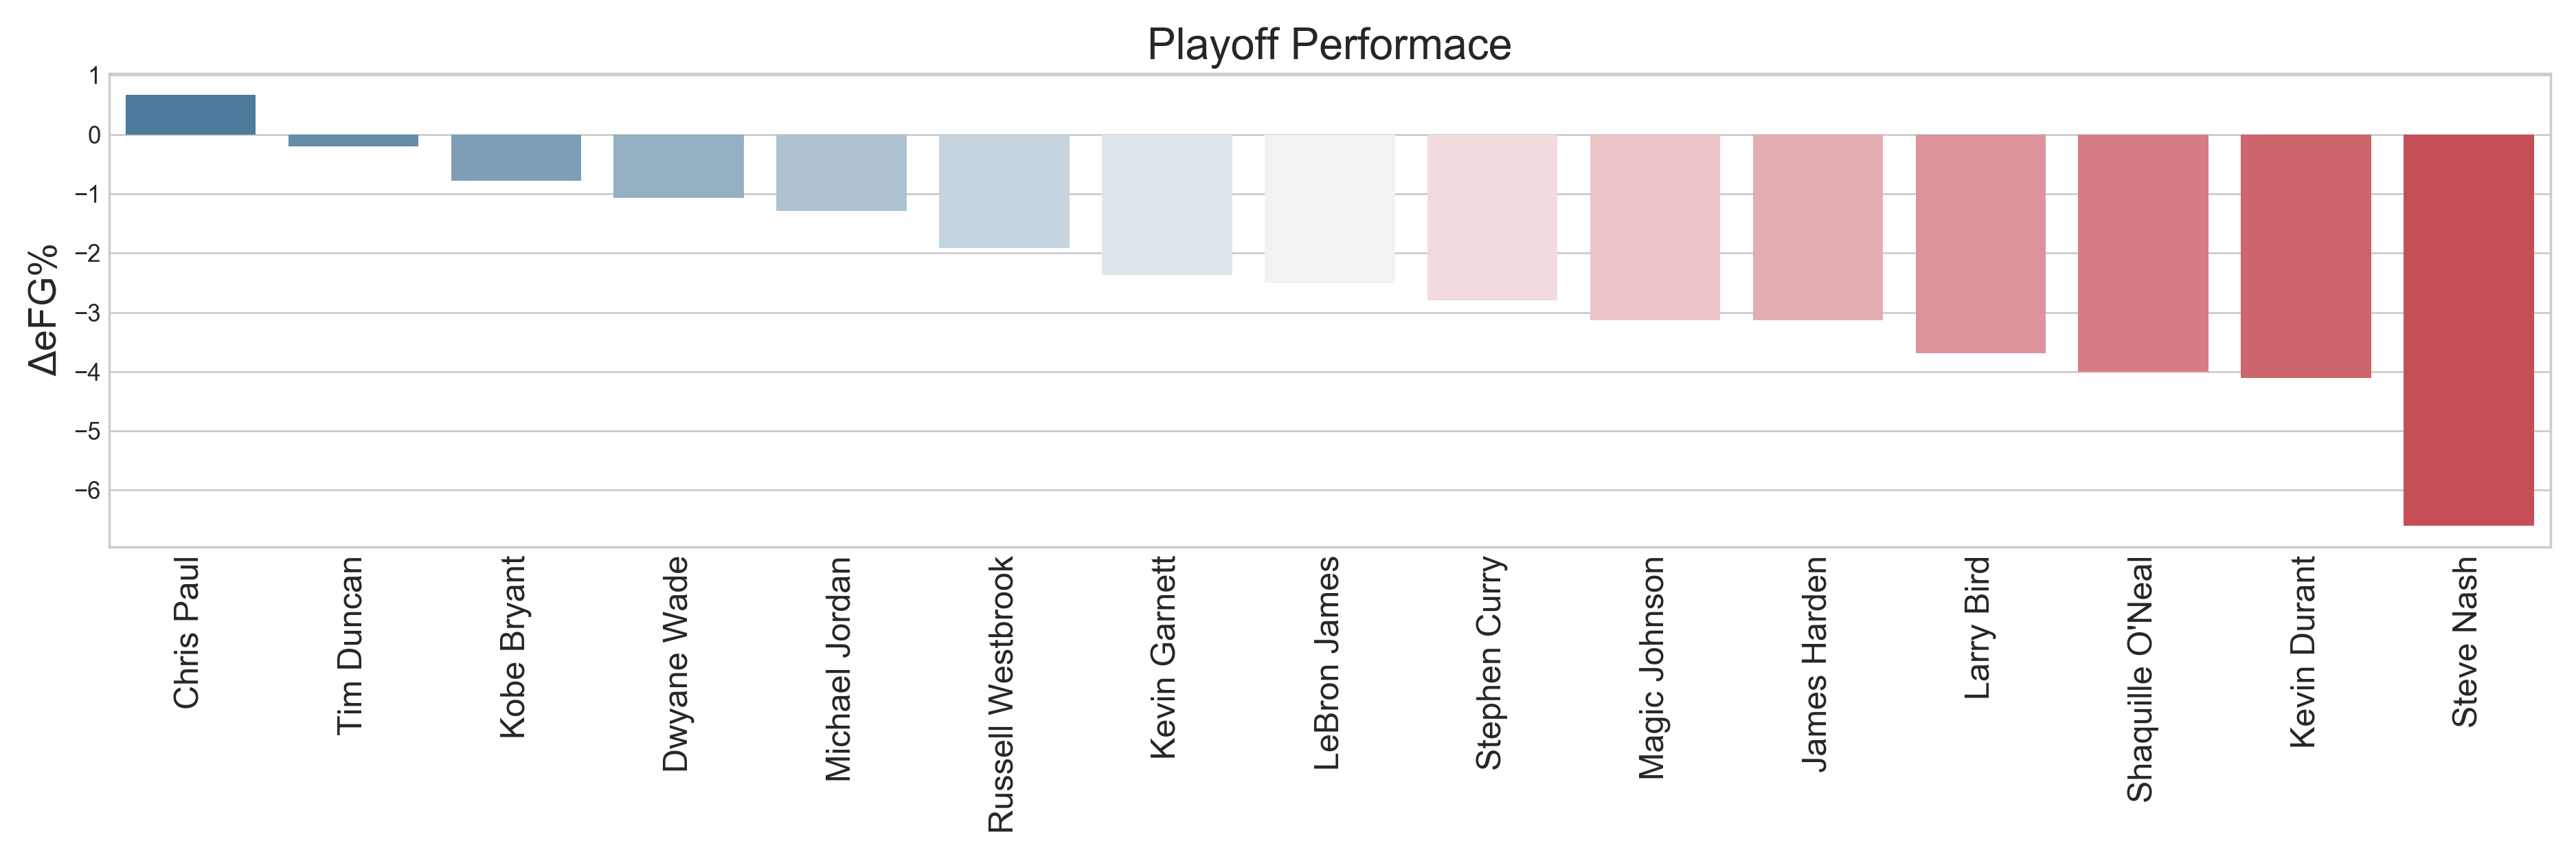 Playoff Performace
ΔeFG%
1
0
−1
−2
−3
−4
−5
−6
Chris Paul
Tim Duncan
Kobe Bryant
Dwyane Wade
Michael Jordan
Russell Westbrook
Kevin Garnett
LeBron James
Stephen Curry
Magic Johnson
James Harden
Larry Bird
Shaquille O'Neal
Kevin Durant
Steve Nash